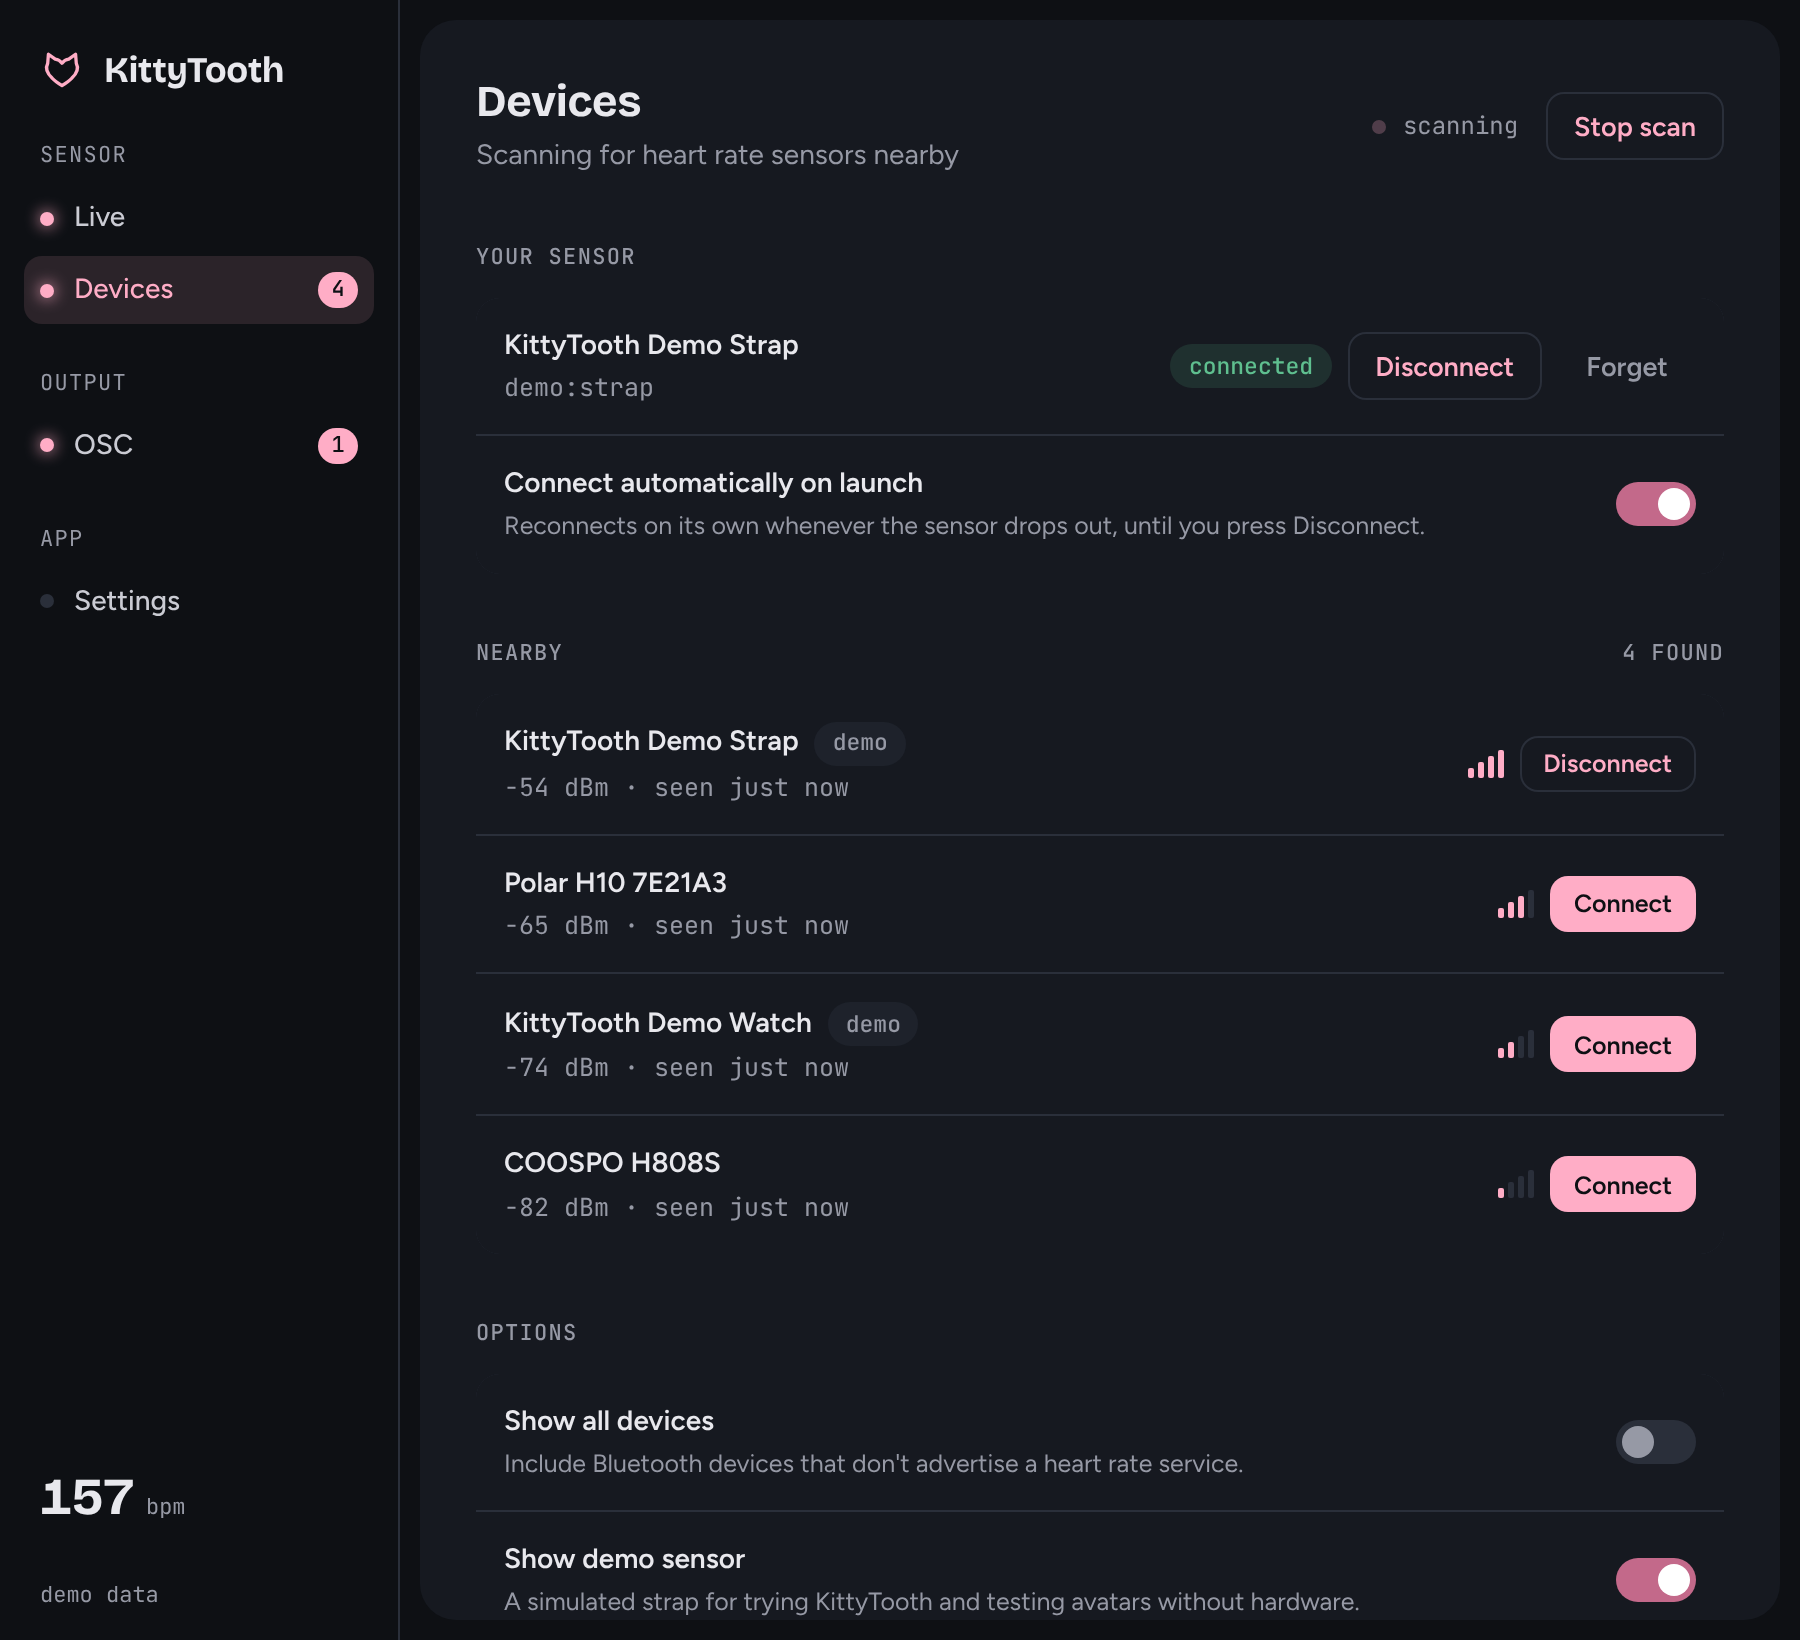 KittyTooth
SENSOR
Live
Devices 4
OUTPUT
OSC 1
APP
Settings
157 bpm
demo data
Devices
Scanning for heart rate sensors nearby
scanning
Stop scan
YOUR SENSOR
KittyTooth Demo Strap
demo:strap
connected
Disconnect
Forget
Connect automatically on launch
Reconnects on its own whenever the sensor drops out, until you press Disconnect.
NEARBY
4 FOUND
KittyTooth Demo Strap demo
-54 dBm · seen just now
Disconnect
Polar H10 7E21A3
-65 dBm · seen just now
Connect
KittyTooth Demo Watch demo
-74 dBm · seen just now
Connect
COOSPO H808S
-82 dBm · seen just now
Connect
OPTIONS
Show all devices
Include Bluetooth devices that don't advertise a heart rate service.
Show demo sensor
A simulated strap for trying KittyTooth and testing avatars without hardware.